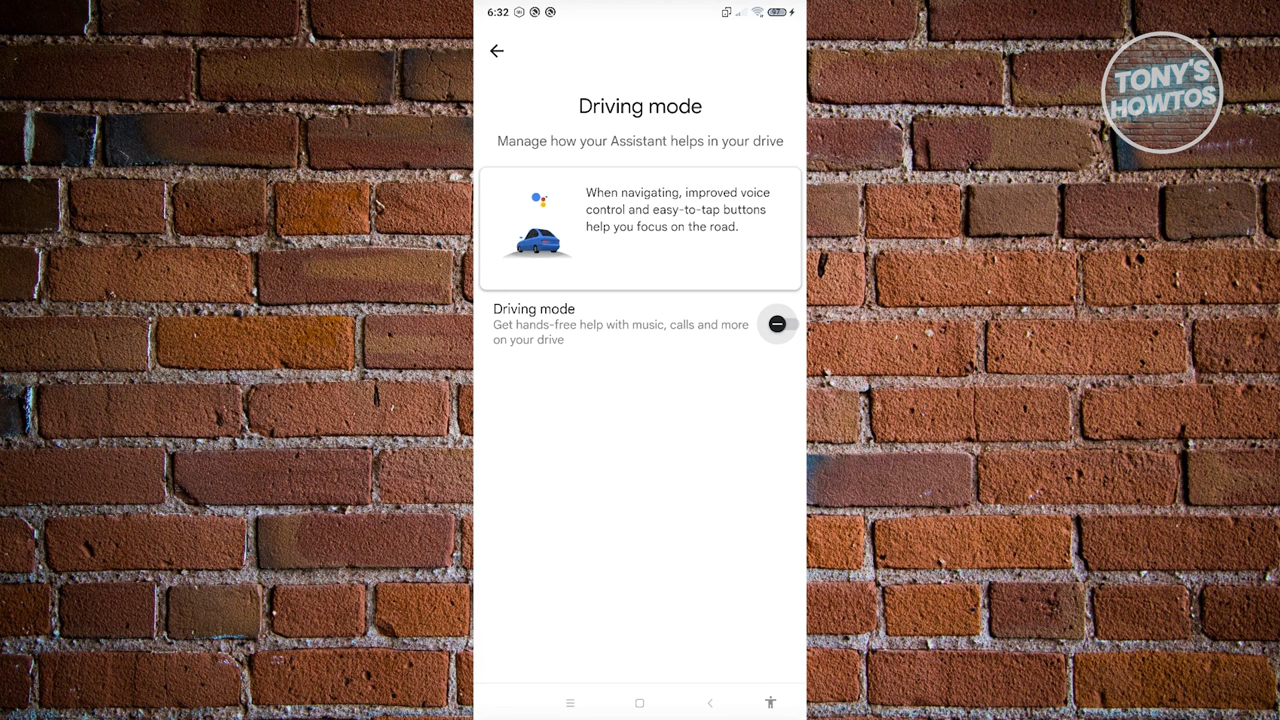 6:32
97
TONY'S
HOWTOS
Driving mode
Manage how your Assistant helps in your drive
When navigating, improved voice
control and easy-to-tap buttons
help you focus on the road.
Driving mode
Get hands-free help with music, calls and more
on your drive